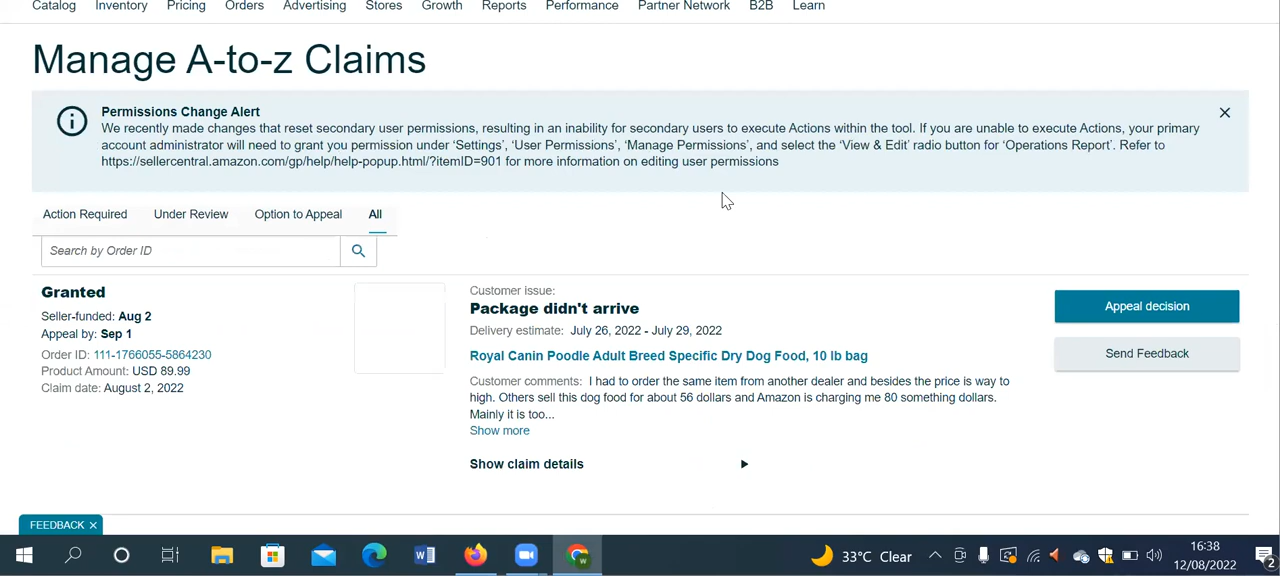 Catalog Inventory Pricing Orders Advertising Stores Growth Reports Performance Partner Network B2B Learn
Manage A-to-z Claims
Permissions Change Alert
We recently made changes that reset secondary user permissions, resulting in an inability for secondary users to execute Actions within the tool. If you are unable to execute Actions, your primary
account administrator will need to grant you permission under ‘Settings’, ‘User Permissions’, ‘Manage Permissions’, and select the ‘View & Edit’ radio button for ‘Operations Report’. Refer to
https://sellercentral.amazon.com/gp/help/help-popup.html/?itemID=901 for more information on editing user permissions
Action Required Under Review Option to Appeal All
Search by Order ID
Granted
Seller-funded: Aug 2
Appeal by: Sep 1
Order ID: 111-1766055-5864230
Product Amount: USD 89.99
Claim date: August 2, 2022
Customer issue:
Package didn't arrive
Delivery estimate: July 26, 2022 - July 29, 2022
Royal Canin Poodle Adult Breed Specific Dry Dog Food, 10 lb bag
Customer comments: I had to order the same item from another dealer and besides the price is way to
high. Others sell this dog food for about 56 dollars and Amazon is charging me 80 something dollars.
Mainly it is too...
Show more
Show claim details
Appeal decision
Send Feedback
FEEDBACK
33°C Clear
16:38
12/08/2022
2